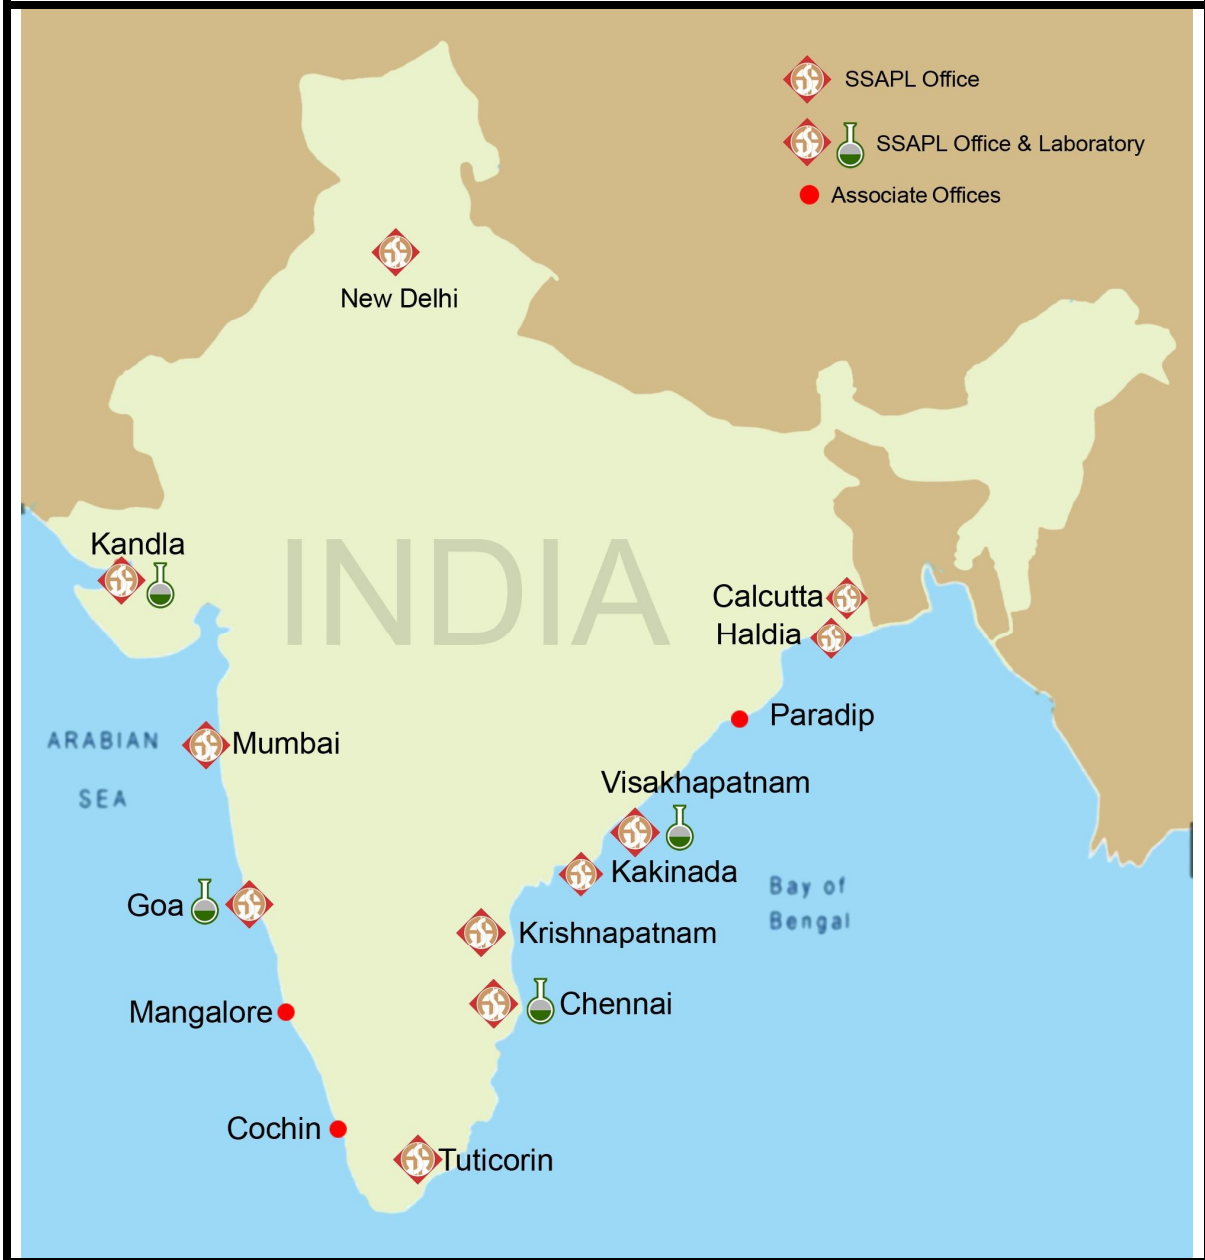 SSAPL Office
SSAPL Office & Laboratory
Associate Offices
New Delhi
Kandla
INDIA
Calcutta
Haldia
Paradip
ARABIAN
SEA
Mumbai
Visakhapatnam
Kakinada
Bay of
Bengal
Goa
Krishnapatnam
Chennai
Mangalore
Cochin
Tuticorin